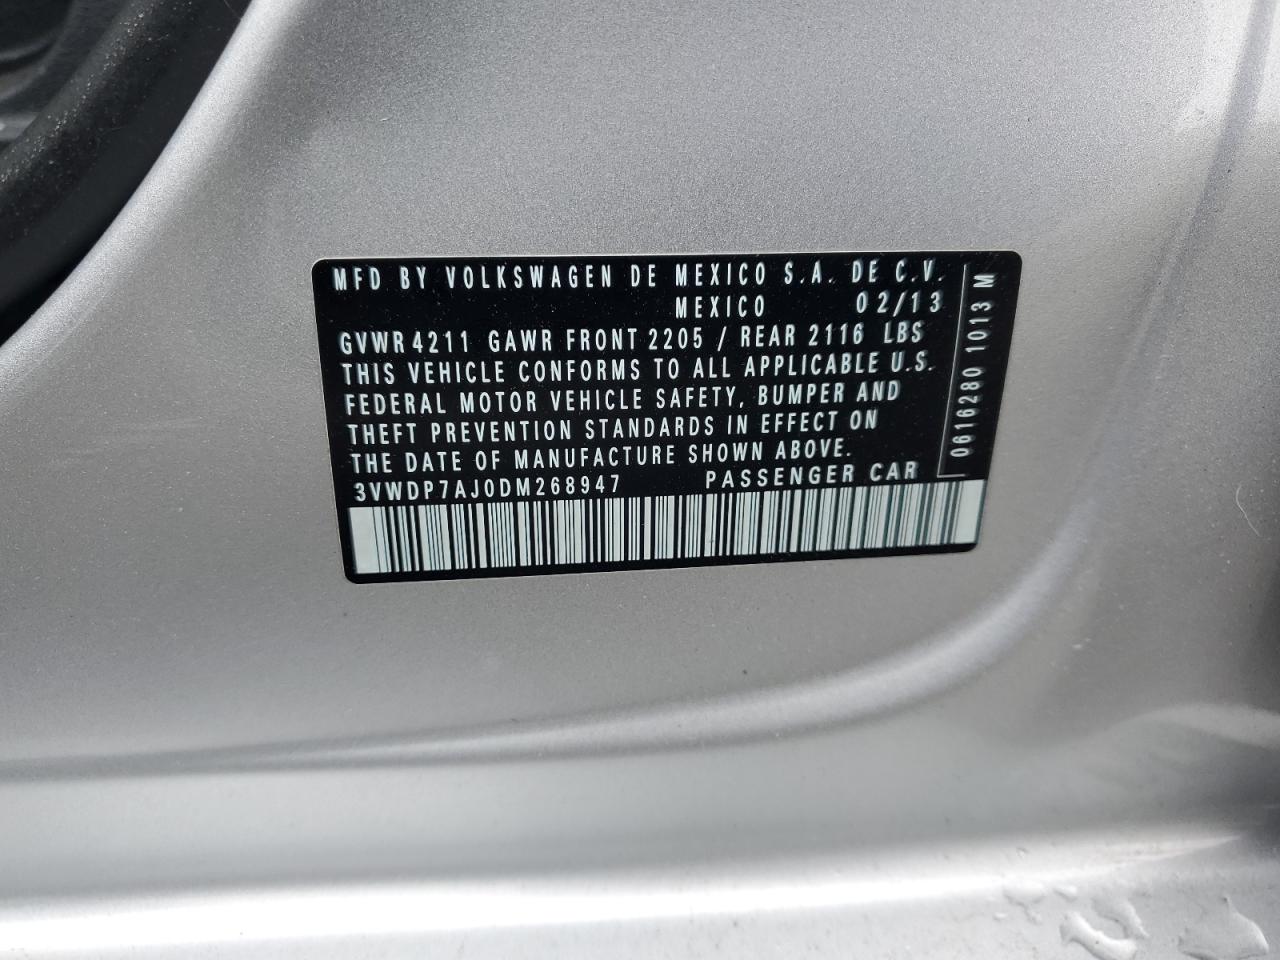 MFD BY VOLKSWAGEN DE MEXICO S.A. DE C.V.
MEXICO 02/13
GVWR 4211 GAWR FRONT 2205 / REAR 2116 LBS
THIS VEHICLE CONFORMS TO ALL APPLICABLE U.S.
FEDERAL MOTOR VEHICLE SAFETY, BUMPER AND
THEFT PREVENTION STANDARDS IN EFFECT ON
THE DATE OF MANUFACTURE SHOWN ABOVE.
3VWDP7AJ0DM268947 PASSENGER CAR
0616280 1013 M